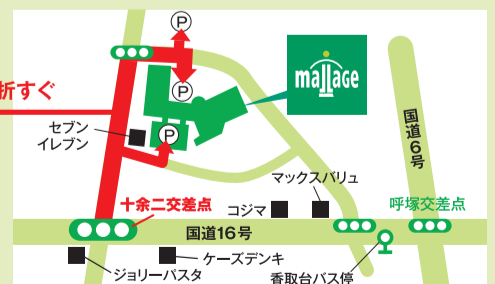 P
mallage
折すぐ
P
セブン
イレブン
P
国道6号
マックスバリュ
十余二交差点
コジマ
呼塚交差点
国道16号
ケーズデンキ
ジョリーパスタ
香取台バス停